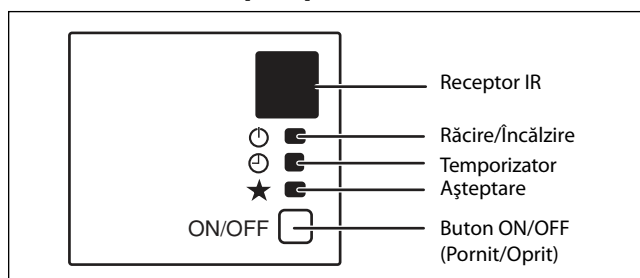 Receptor IR
Răcire/Încălzire
Temporizator
Aşteptare
ON/OFF
Buton ON/OFF
(Pornit/Oprit)